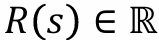 R(s) ∈ ℝ